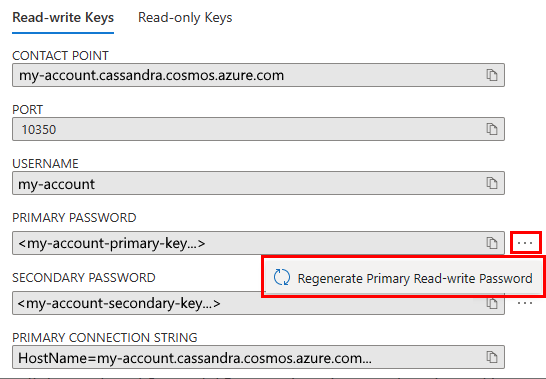 Read-write Keys Read-only Keys
CONTACT POINT
my-account.cassandra.cosmos.azure.com
PORT
10350
USERNAME
my-account
PRIMARY PASSWORD
<my-account-primary-key...>
...
Regenerate Primary Read-write Password
SECONDARY PASSWORD
<my-account-secondary-key...>
...
PRIMARY CONNECTION STRING
HostName=my-account.cassandra.cosmos.azure.com...